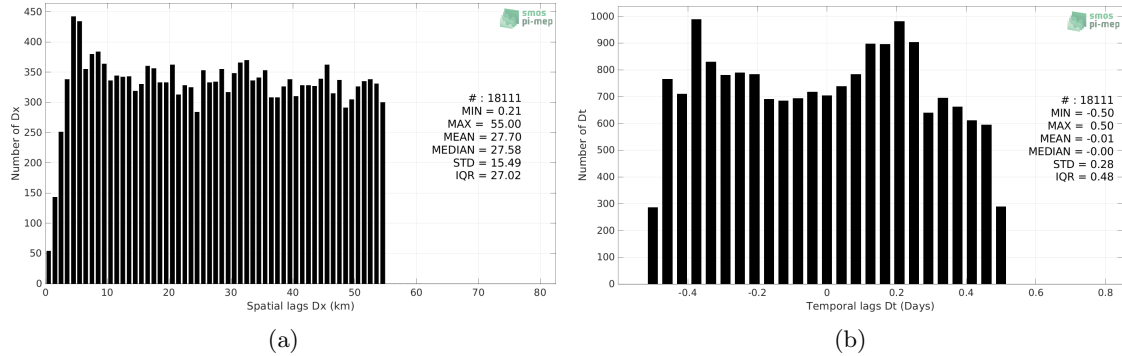 450
400
350
300
250
200
150
100
50
0
0 10 20 30 40 50 60 70 80
Number of Dx
Spatial lags Dx (km)
smos
pi-mep
# : 18111
MIN = 0.21
MAX = 55.00
MEAN = 27.70
MEDIAN = 27.58
STD = 15.49
IQR = 27.02
(a)
1000
900
800
700
600
500
400
300
200
100
0
-0.4 -0.2 0 0.2 0.4 0.6 0.8
Number of Dt
Temporal lags Dt (Days)
smos
pi-mep
# : 18111
MIN = -0.50
MAX = 0.50
MEAN = -0.01
MEDIAN = -0.00
STD = 0.28
IQR = 0.48
(b)